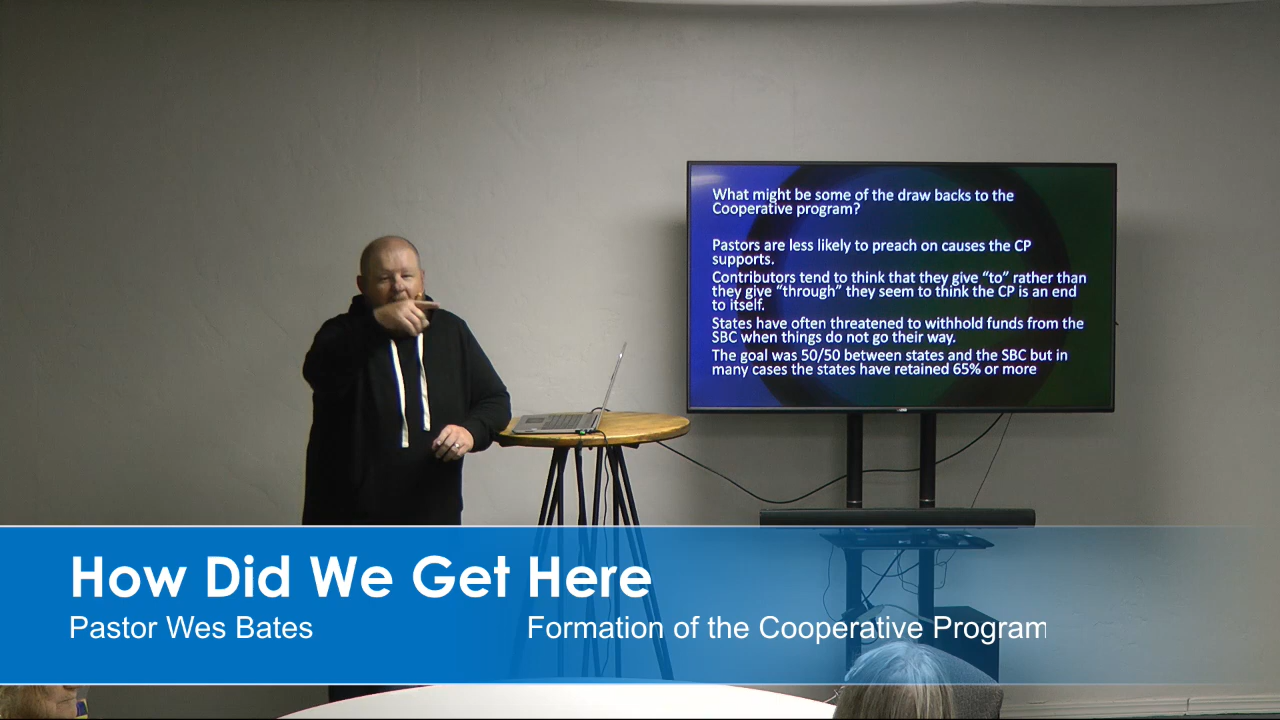 What might be some of the draw backs to the
Cooperative program?
Pastors are less likely to preach on causes the CP
supports.
Contributors tend to think that they give “to” rather than
they give “through” they seem to think the CP is an end
to itself.
States have often threatened to withhold funds from the
SBC when things do not go their way.
The goal was 50/50 between states and the SBC but in
many cases the states have retained 65% or more
How Did We Get Here
Pastor Wes Bates
Formation of the Cooperative Program